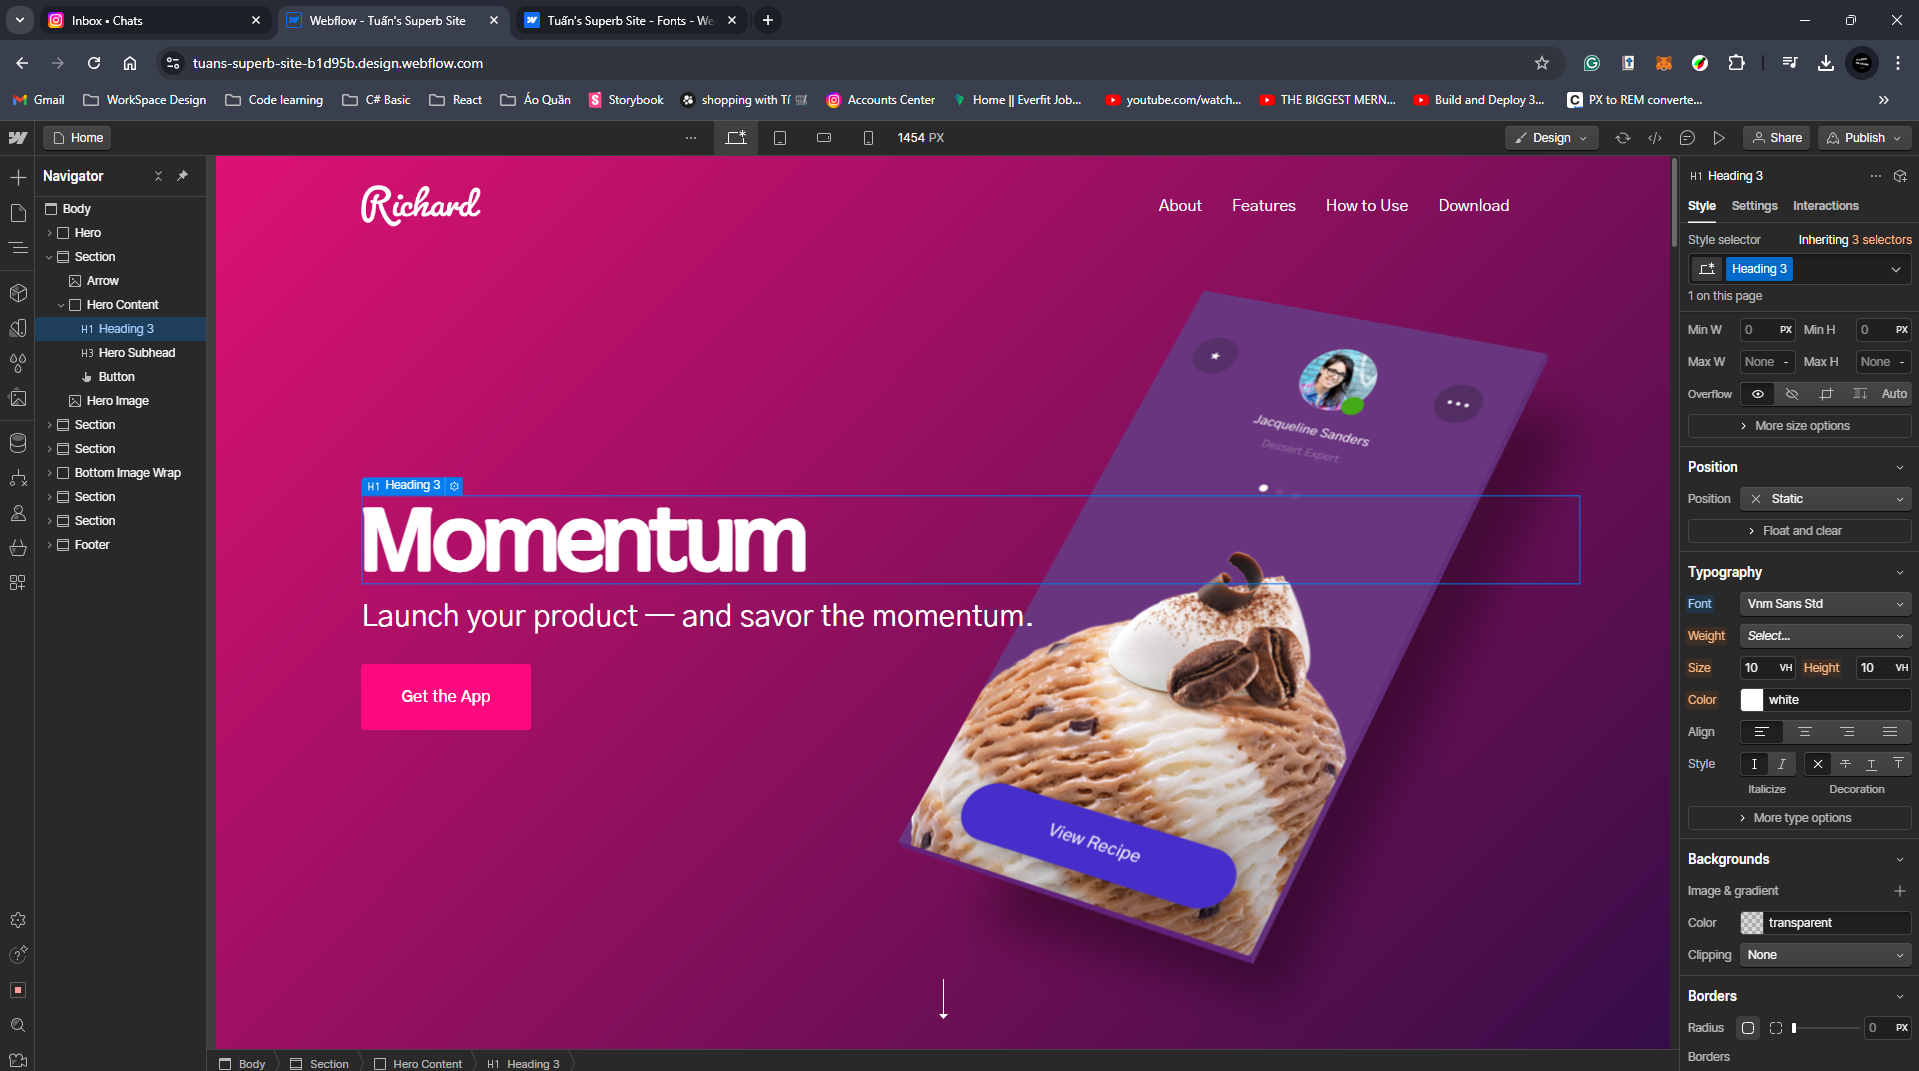 Inbox • Chats
Webflow - Tuấn's Superb Site
Tuấn's Superb Site - Fonts - We
tuans-superb-site-b1d95b.design.webflow.com
Gmail
WorkSpace Design
Code learning
C# Basic
React
Áo Quần
Storybook
shopping with Tí
Accounts Center
Home || Everfit Job...
youtube.com/watch...
THE BIGGEST MERN...
Build and Deploy 3...
PX to REM converte...
Home
1454 PX
Design
Share
Publish
Navigator
Body
Hero
Section
Arrow
Hero Content
H1 Heading 3
H3 Hero Subhead
Button
Hero Image
Section
Section
Bottom Image Wrap
Section
Section
Footer
Richard
About
Features
How to Use
Download
Jacqueline Sanders
Dessert Expert
H1 Heading 3
Momentum
Launch your product — and savor the momentum.
Get the App
View Recipe
Body
Section
Hero Content
H1 Heading 3
H1 Heading 3
Style
Settings
Interactions
Style selector
Inheriting 3 selectors
Heading 3
1 on this page
Min W 0 PX Min H 0 PX
Max W None - Max H None -
Overflow Auto
More size options
Position
Position Static
Float and clear
Typography
Font Vnm Sans Std
Weight Select...
Size 10 VH Height 10 VH
Color white
Align
Style
Italicize Decoration
More type options
Backgrounds
Image & gradient
Color transparent
Clipping None
Borders
Radius 0 PX
Borders